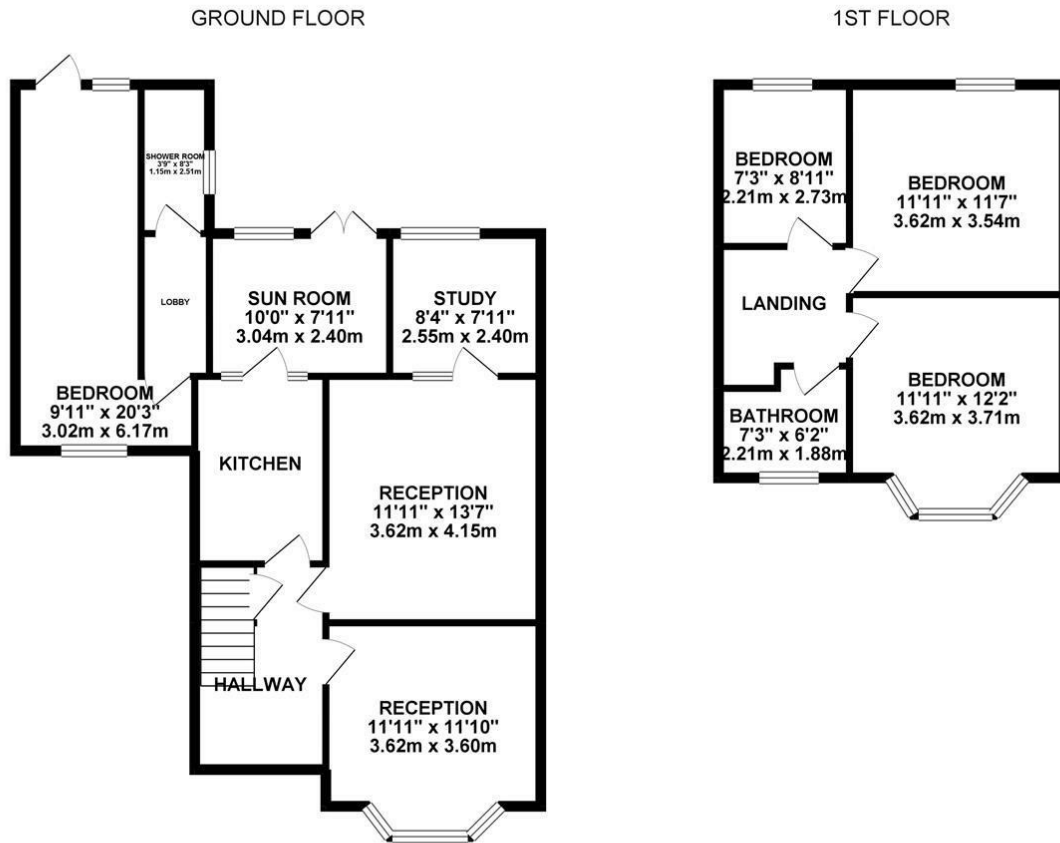 GROUND FLOOR
1ST FLOOR
SHOWER ROOM
3'9" x 8'3"
1.15m x 2.51m
LOBBY
SUN ROOM
10'0" x 7'11"
3.04m x 2.40m
STUDY
8'4" x 7'11"
2.55m x 2.40m
BEDROOM
9'11" x 20'3"
3.02m x 6.17m
KITCHEN
RECEPTION
11'11" x 13'7"
3.62m x 4.15m
HALLWAY
RECEPTION
11'11" x 11'10"
3.62m x 3.60m
BEDROOM
7'3" x 8'11"
2.21m x 2.73m
BEDROOM
11'11" x 11'7"
3.62m x 3.54m
LANDING
BEDROOM
11'11" x 12'2"
3.62m x 3.71m
BATHROOM
7'3" x 6'2"
2.21m x 1.88m